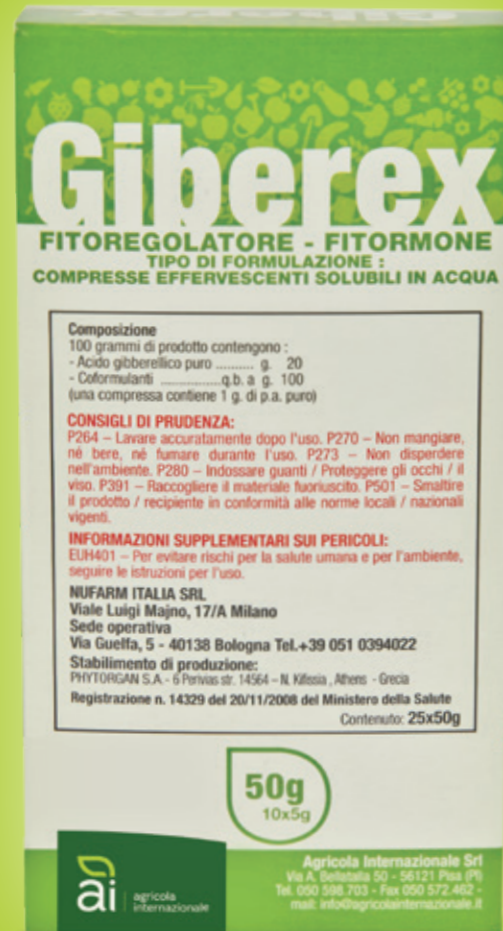 Giberex
FITOREGOLATORE - FITORMONE
TIPO DI FORMULAZIONE :
COMPRESSE EFFERVESCENTI SOLUBILI IN ACQUA
Composizione
100 grammi di prodotto contengono :
- Acido gibberellico puro .......... g. 20
- Coformulanti ................q.b. a g. 100
(una compressa contiene 1 g. di p.a. puro)
CONSIGLI DI PRUDENZA:
P264 – Lavare accuratamente dopo l'uso. P270 – Non mangiare,
né bere, né fumare durante l'uso. P273 – Non disperdere
nell'ambiente. P280 – Indossare guanti / Proteggere gli occhi / il
viso. P391 – Raccogliere il materiale fuoriuscito. P501 – Smaltire
il prodotto / recipiente in conformità alle norme locali / nazionali
vigenti.
INFORMAZIONI SUPPLEMENTARI SUI PERICOLI:
EUH401 – Per evitare rischi per la salute umana e per l'ambiente,
seguire le istruzioni per l'uso.
NUFARM ITALIA SRL
Viale Luigi Majno, 17/A Milano
Sede operativa
Via Guelfa, 5 - 40138 Bologna Tel.+39 051 0394022
Stabilimento di produzione:
PHYTORGAN S.A.- 6 Perivias str. 14564 – N. Kifissia , Athens - Grecia
Registrazione n. 14329 del 20/11/2008 del Ministero della Salute
Contenuto: 25x50g
50g
10x5g
ai agricola
internazionale
Agricola Internazionale Srl
Via A. Bellatalla 50 - 56121 Pisa (PI)
Tel. 050 598.703 - Fax 050 572.462 -
mail: info@agricolainternazionale.it